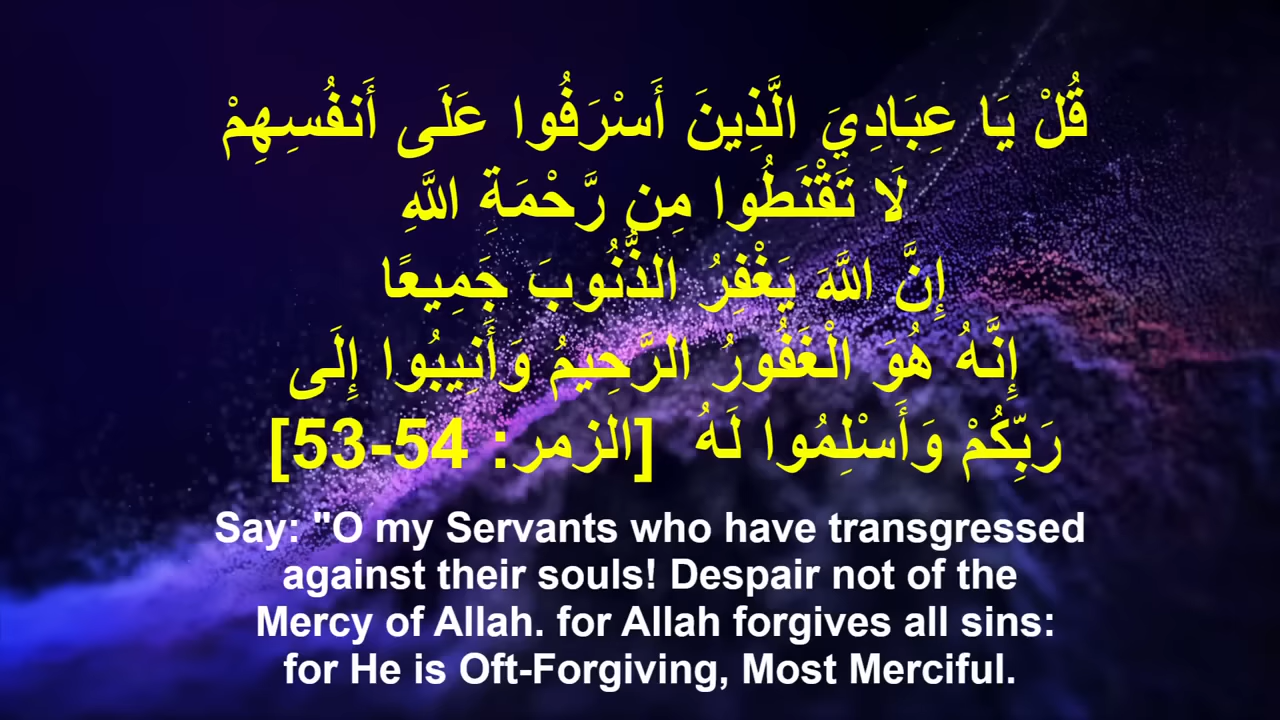 قُلْ يَا عِبَادِيَ الَّذِينَ أَسْرَفُوا عَلَى أَنفُسِهِمْ
لَا تَقْنَطُوا مِن رَّحْمَةِ اللَّهِ
إِنَّ اللَّهَ يَغْفِرُ الذُّنُوبَ جَمِيعًا
إِنَّهُ هُوَ الْغَفُورُ الرَّحِيمُ وَأَنِيبُوا إِلَى
رَبِّكُمْ وَأَسْلِمُوا لَهُ [الزمر: 53-54]
Say: "O my Servants who have transgressed
against their souls! Despair not of the
Mercy of Allah. for Allah forgives all sins:
for He is Oft-Forgiving, Most Merciful.